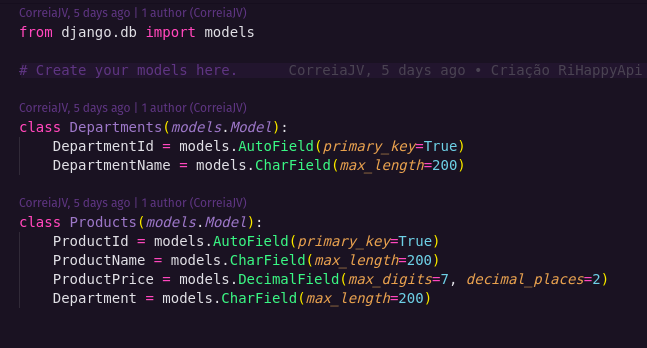 CorreiaJV, 5 days ago | 1 author (CorreiaJV)
from django.db import models
# Create your models here. CorreiaJV, 5 days ago • Criação RiHappyApi
CorreiaJV, 5 days ago | 1 author (CorreiaJV)
class Departments(models.Model):
    DepartmentId = models.AutoField(primary_key=True)
    DepartmentName = models.CharField(max_length=200)
CorreiaJV, 5 days ago | 1 author (CorreiaJV)
class Products(models.Model):
    ProductId = models.AutoField(primary_key=True)
    ProductName = models.CharField(max_length=200)
    ProductPrice = models.DecimalField(max_digits=7, decimal_places=2)
    Department = models.CharField(max_length=200)